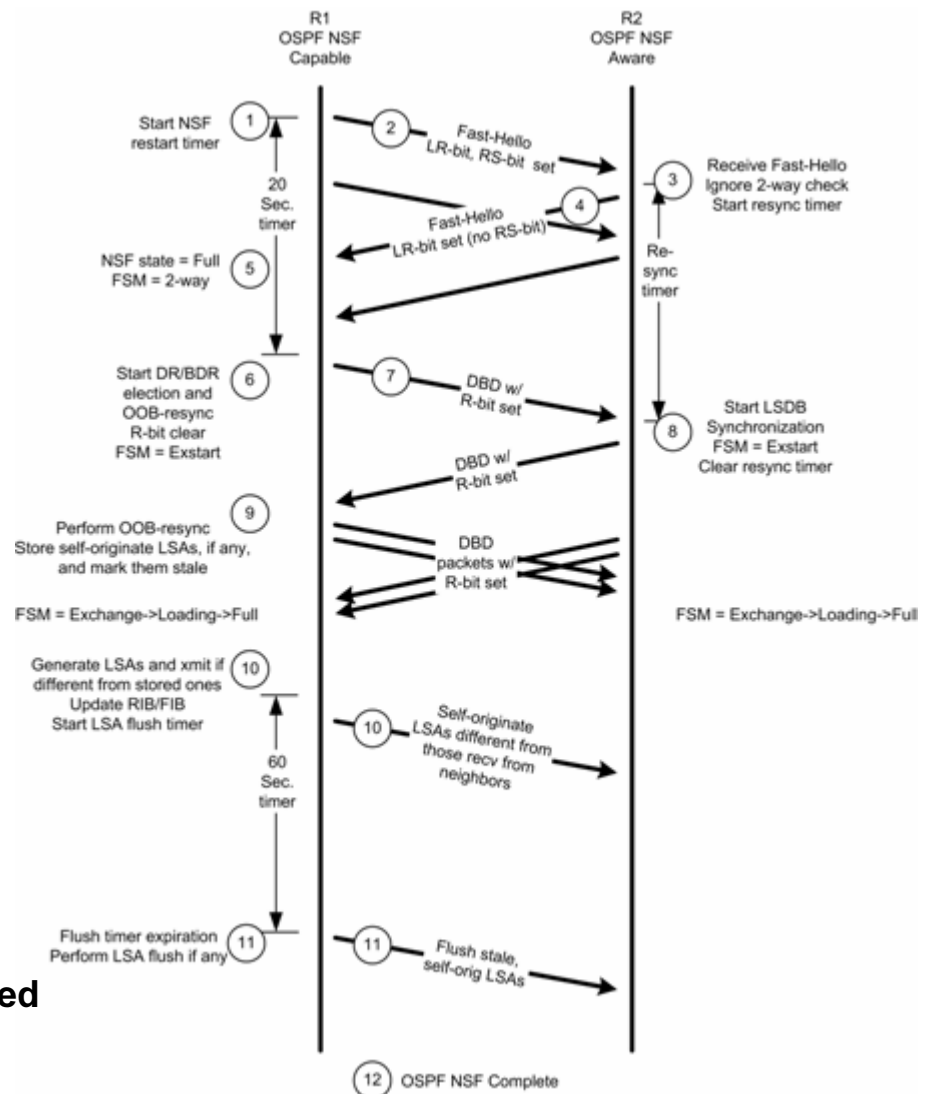 R1
OSPF NSF
Capable
R2
OSPF NSF
Aware
1
Start NSF
restart timer
2
Fast-Hello
LR-bit, RS-bit set
3
Receive Fast-Hello
Ignore 2-way check
Start resync timer
20
Sec.
timer
4
Fast-Hello
LR-bit set (no RS-bit)
Re-
sync
timer
NSF state = Full
FSM = 2-way
5
6
Start DR/BDR
election and
OOB-resync
R-bit clear
FSM = Exstart
7
DBD w/
R-bit set
8
Start LSDB
Synchronization
FSM = Exstart
Clear resync timer
DBD w/
R-bit set
9
Perform OOB-resync
Store self-originate LSAs, if any,
and mark them stale
DBD
packets w/
R-bit set
FSM = Exchange->Loading->Full
FSM = Exchange->Loading->Full
Generate LSAs and xmit if
different from stored ones
Update RIB/FIB
Start LSA flush timer
10
10
Self-originate
LSAs different from
those recv from
neighbors
60
Sec.
timer
Flush timer expiration
Perform LSA flush if any
11
11
Flush stale,
self-orig LSAs
ed
12
OSPF NSF Complete